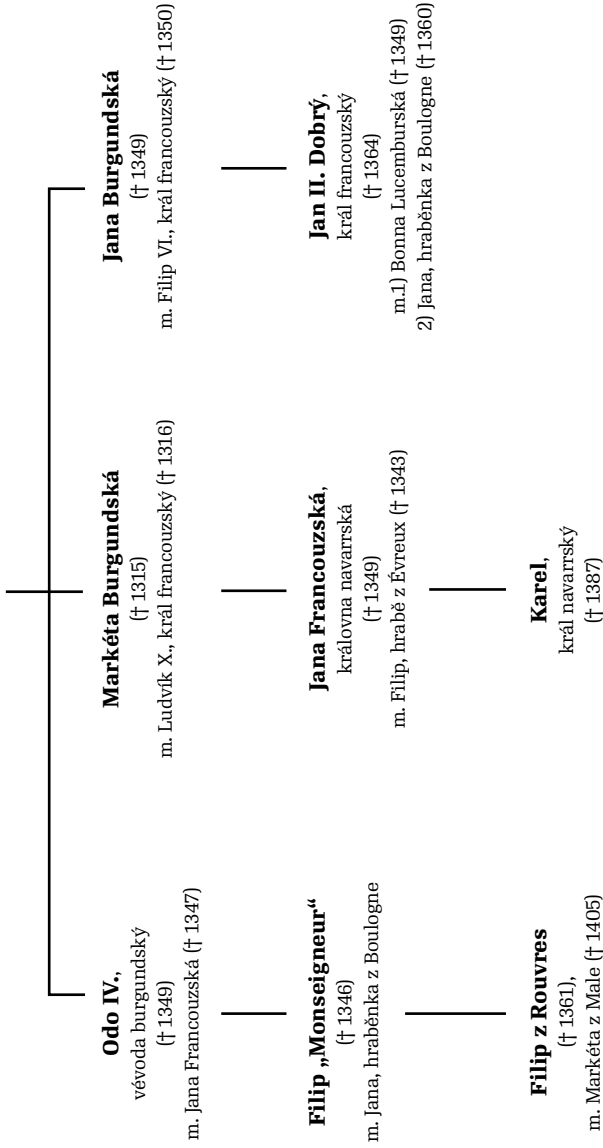 Odo IV.,
vévoda burgundský
(† 1349)
m. Jana Francouzská († 1347)
Markéta Burgundská
(† 1315)
m. Ludvík X., král francouzský († 1316)
Jana Burgundská
(† 1349)
m. Filip VI., král francouzský († 1350)
Filip „Monseigneur“
(† 1346)
m. Jana, hraběnka z Boulogne
Jana Francouzská,
královna navarrská
(† 1349)
m. Filip, hrabě z Évreux († 1343)
Jan II. Dobrý,
král francouzský
(† 1364)
m.1) Bonna Lucemburská († 1349)
2) Jana, hraběnka z Boulogne († 1360)
Filip z Rouvres
(† 1361),
m. Markéta z Male († 1405)
Karel,
král navarrský
(† 1387)